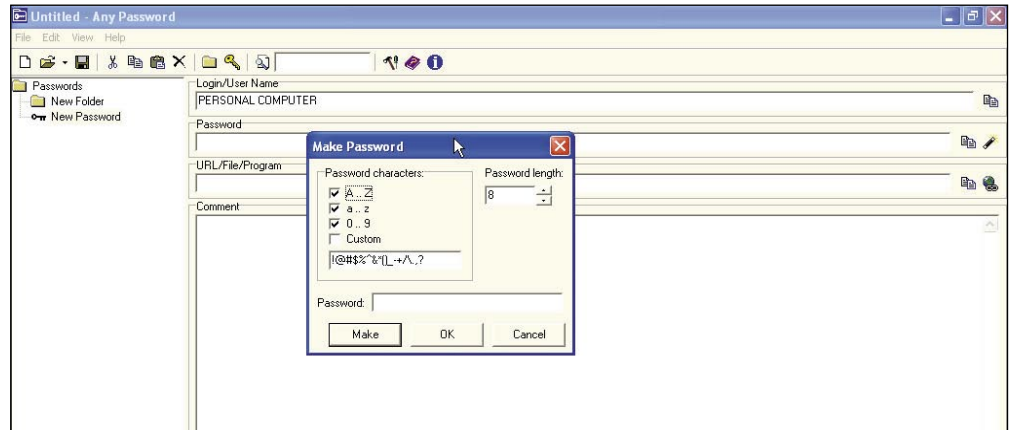 Untitled - Any Password
File Edit View Help
Passwords
New Folder
New Password
Login/User Name
PERSONAL COMPUTER
Password
URL/File/Program
Comment
Make Password
Password characters:
A .. Z
a .. z
0 .. 9
Custom
!@#$%^&*()_-+/\.,?
Password length:
8
Password:
Make OK Cancel